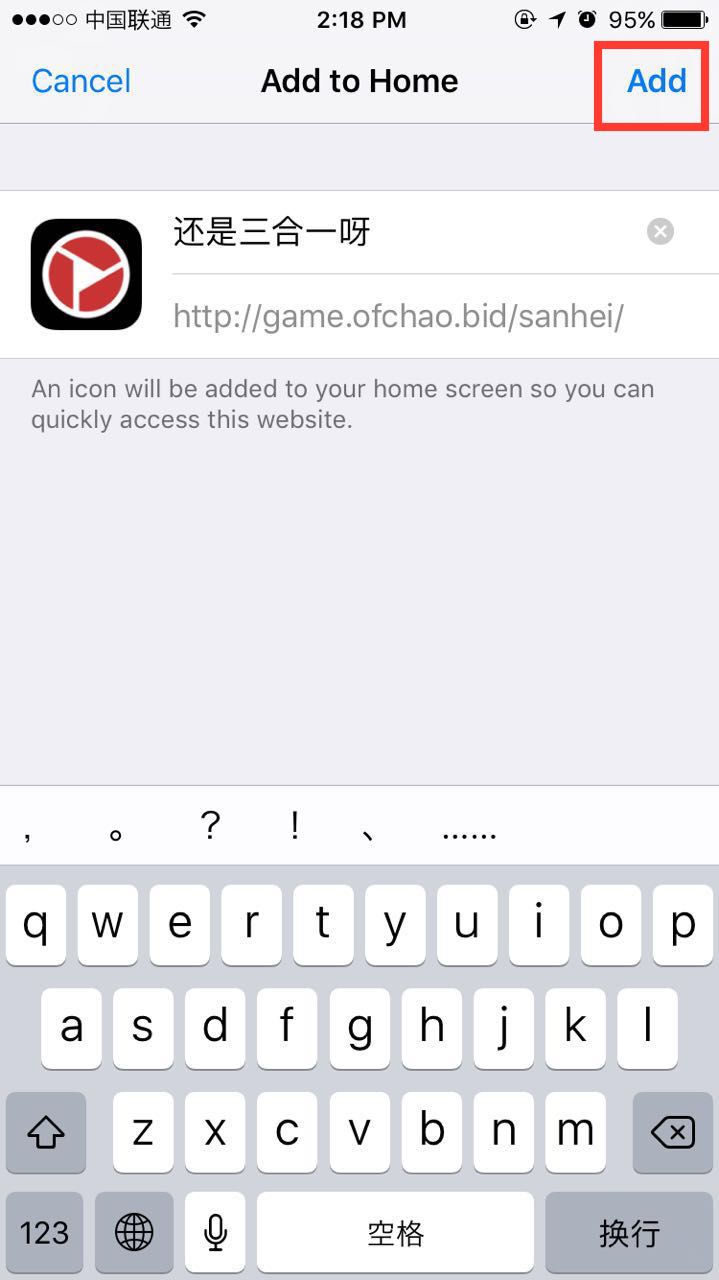 中国联通 2:18 PM 95%
Cancel Add to Home Add
还是三合一呀
http://game.ofchao.bid/sanhei/
An icon will be added to your home screen so you can
quickly access this website.
, 。 ? ! 、 ……
q w e r t y u i o p
a s d f g h j k l
z x c v b n m
123 空格 换行